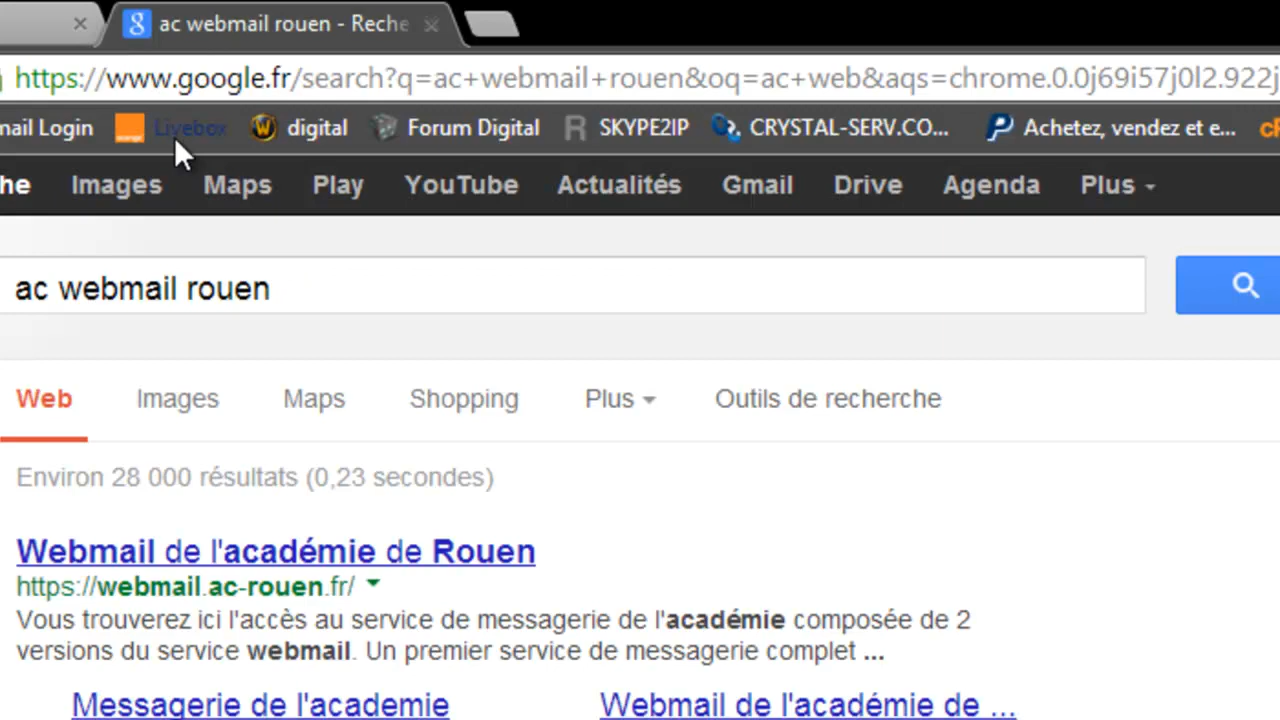 ac webmail rouen - Reche
https://www.google.fr/search?q=ac+webmail+rouen&oq=ac+web&aqs=chrome.0.0j69i57j0l2.922j
mail Login Livebox digital Forum Digital SKYPE2IP CRYSTAL-SERV.CO... Achetez, vendez et e...
he Images Maps Play YouTube Actualités Gmail Drive Agenda Plus
ac webmail rouen
Web Images Maps Shopping Plus Outils de recherche
Environ 28 000 résultats (0,23 secondes)
Webmail de l'académie de Rouen
https://webmail.ac-rouen.fr/
Vous trouverez ici l'accès au service de messagerie de l'académie composée de 2
versions du service webmail. Un premier service de messagerie complet ...
Messagerie de l'academie Webmail de l'académie de ...